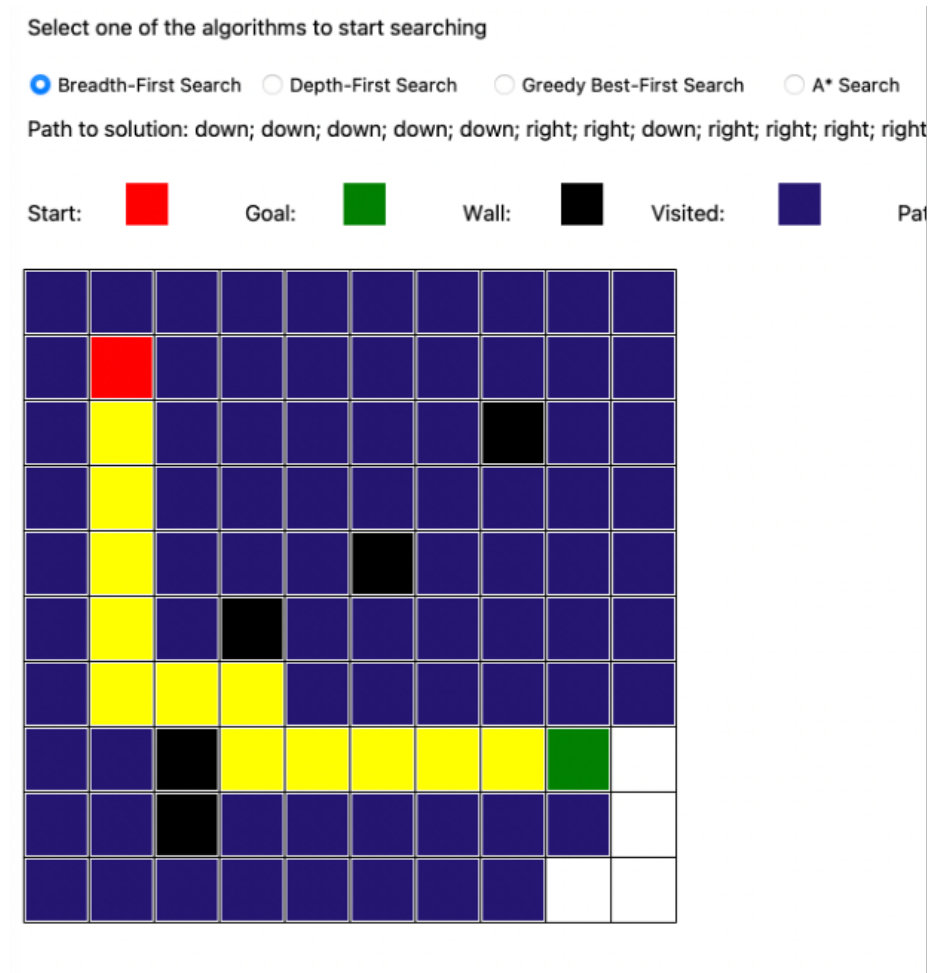 Select one of the algorithms to start searching
Breadth-First Search Depth-First Search Greedy Best-First Search A* Search
Path to solution: down; down; down; down; down; right; right; down; right; right; right; right
Start: Goal: Wall: Visited: